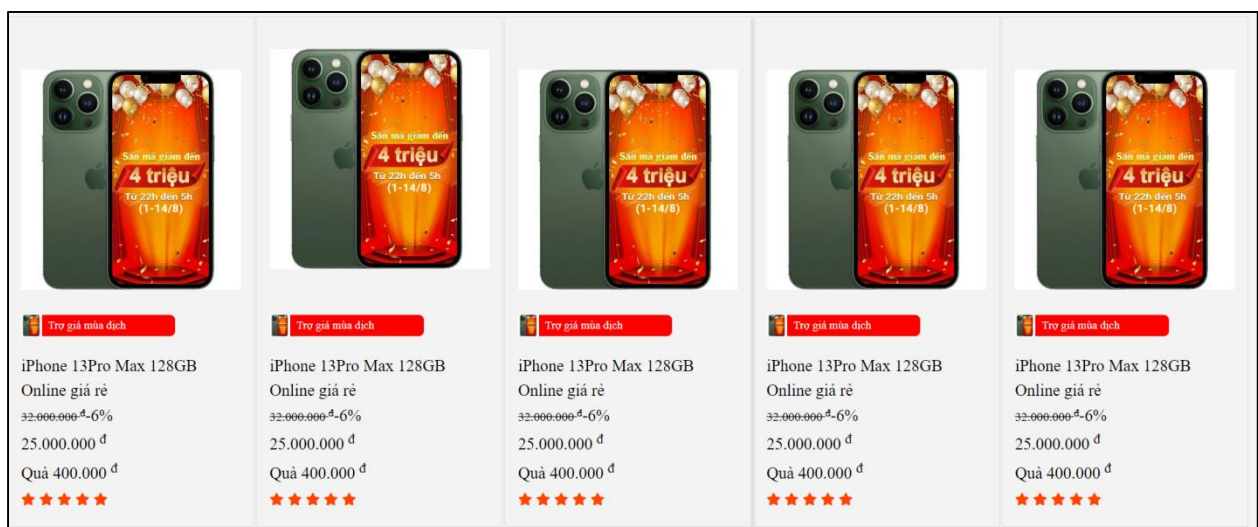 Săn mã giảm đến
4 triệu
Từ 22h đến 5h
(1-14/8)
Trợ giá mùa dịch
iPhone 13Pro Max 128GB
Online giá rẻ
32.000.000 đ-6%
25.000.000 đ
Quà 400.000 đ
Săn mã giảm đến
4 triệu
Từ 22h đến 5h
(1-14/8)
Trợ giá mùa dịch
iPhone 13Pro Max 128GB
Online giá rẻ
32.000.000 đ-6%
25.000.000 đ
Quà 400.000 đ
Săn mã giảm đến
4 triệu
Từ 22h đến 5h
(1-14/8)
Trợ giá mùa dịch
iPhone 13Pro Max 128GB
Online giá rẻ
32.000.000 đ-6%
25.000.000 đ
Quà 400.000 đ
Săn mã giảm đến
4 triệu
Từ 22h đến 5h
(1-14/8)
Trợ giá mùa dịch
iPhone 13Pro Max 128GB
Online giá rẻ
32.000.000 đ-6%
25.000.000 đ
Quà 400.000 đ
Săn mã giảm đến
4 triệu
Từ 22h đến 5h
(1-14/8)
Trợ giá mùa dịch
iPhone 13Pro Max 128GB
Online giá rẻ
32.000.000 đ-6%
25.000.000 đ
Quà 400.000 đ